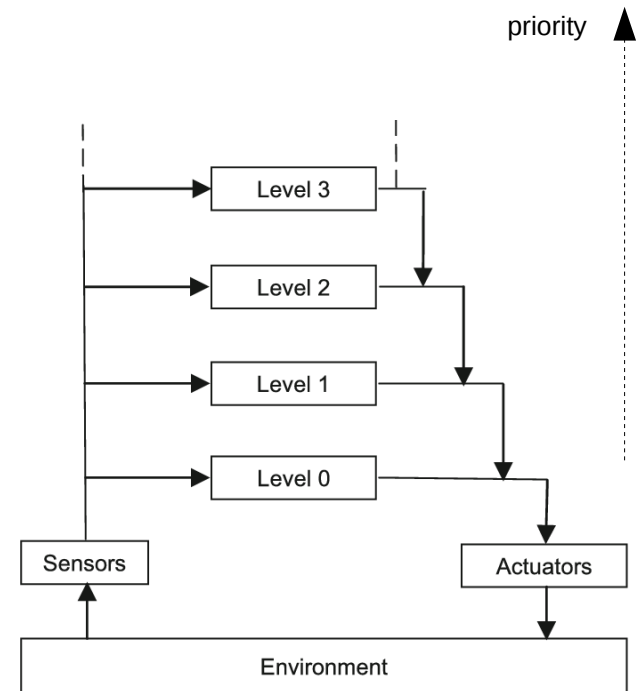 priority
Level 3
Level 2
Level 1
Level 0
Sensors
Actuators
Environment